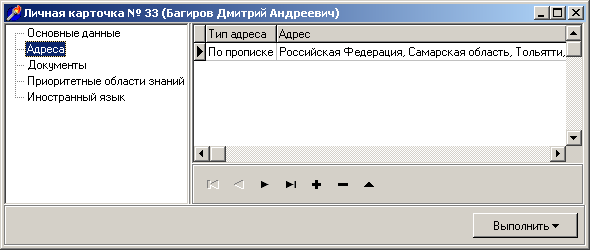 Личная карточка № 33 (Багиров Дмитрий Андреевич)
Основные данные
Адреса
Документы
Приоритетные области знаний
Иностранный язык
Тип адреса Адрес
По прописке Российская Федерация, Самарская область, Тольятти,
Выполнить